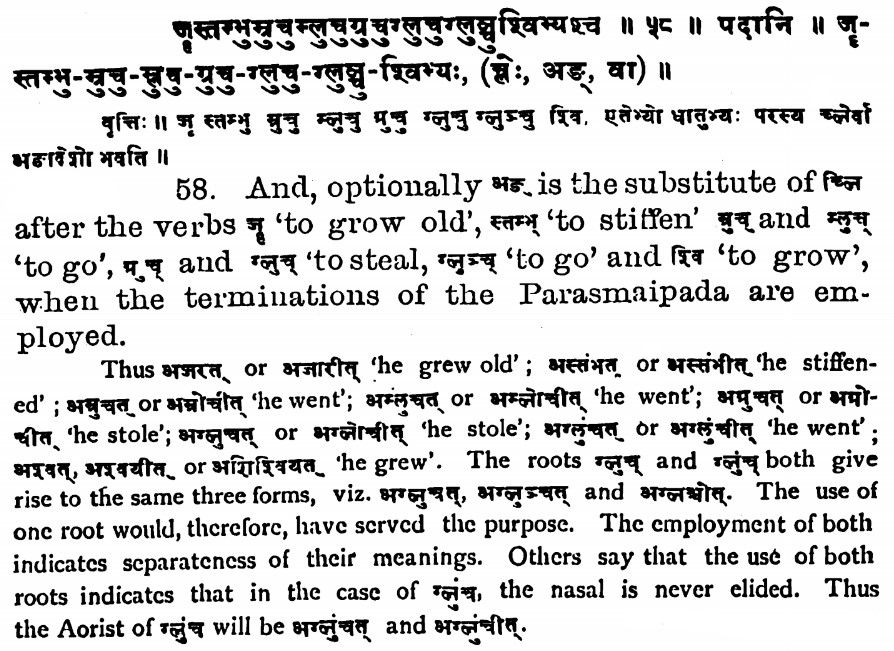 जॄस्तम्भुम्रुचुम्लुचुग्रुचुग्लुचुग्लुञ्चुश्विभ्यश्च ॥ ५८ ॥ पदानि ॥ जॄ-
स्तम्भु-म्रुचु-म्लुचु-ग्रुचु-ग्लुचु-ग्लुञ्चु-श्विभ्यः, (च्लेः, अङ्, वा) ॥
वृत्तिः ॥ जॄ स्तम्भु म्रुचु म्लुचु ग्रुचु ग्लुचु ग्लुञ्चु श्वि, एतेभ्यो धातुभ्यः परस्य च्लेर्वा
अङादेशो भवति ॥
58. And, optionally अङ् is the substitute of च्लि
after the verbs जॄ 'to grow old', स्तम्भ् 'to stiffen' म्रुच् and म्लुच्
'to go', ग्रुच् and ग्लुच् 'to steal, ग्लुञ्च् 'to go' and श्वि 'to grow',
when the terminations of the Parasmaipada are em-
ployed.
Thus अजरत् or अजारीत् 'he grew old'; अस्तंभत् or अस्तंभीत् 'he stiffen-
ed'; अम्रुचत् or अम्रोचीत् 'he went'; अम्लुचत् or अम्लोचीत् 'he went'; अग्रुचत् or अग्रो-
चीत् 'he stole'; अग्लुचत् or अग्लोचीत् 'he stole'; अग्लुंचत् or अग्लुंचीत् 'he went';
अश्वत्, अश्वयीत् or अशिश्वियत् 'he grew'. The roots ग्लुच् and ग्लुंच् both give
rise to the same three forms, viz. अग्लुचत्, अग्लुञ्चत् and. The use of
one root would, therefore, have served the purpose. The employment of both
indicates separateness of their meanings. Others say that the use of both
roots indicates that in the case of ग्लुंच, the nasal is never elided. Thus
the Aorist of ग्लुंच will be अग्लुंचत् and अग्लुंचीत्.